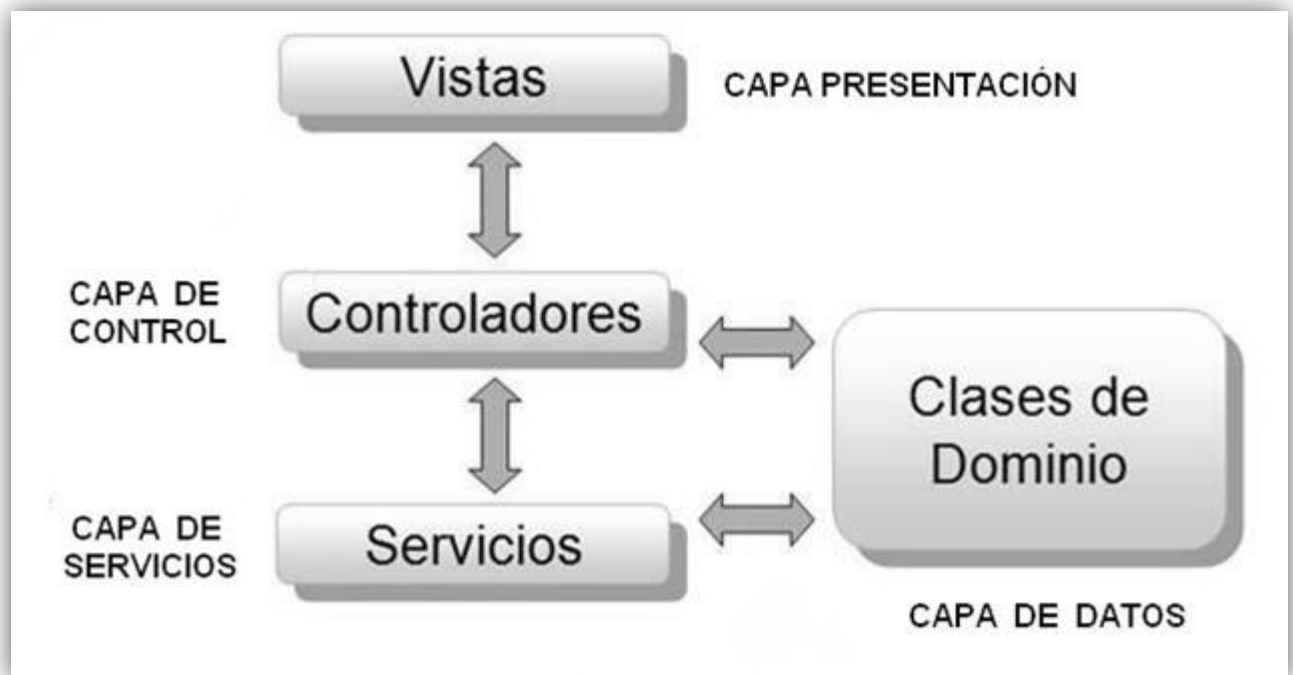 Vistas
CAPA PRESENTACIÓN
CAPA DE
CONTROL
Controladores
Clases de
Dominio
CAPA DE
SERVICIOS
Servicios
CAPA DE DATOS